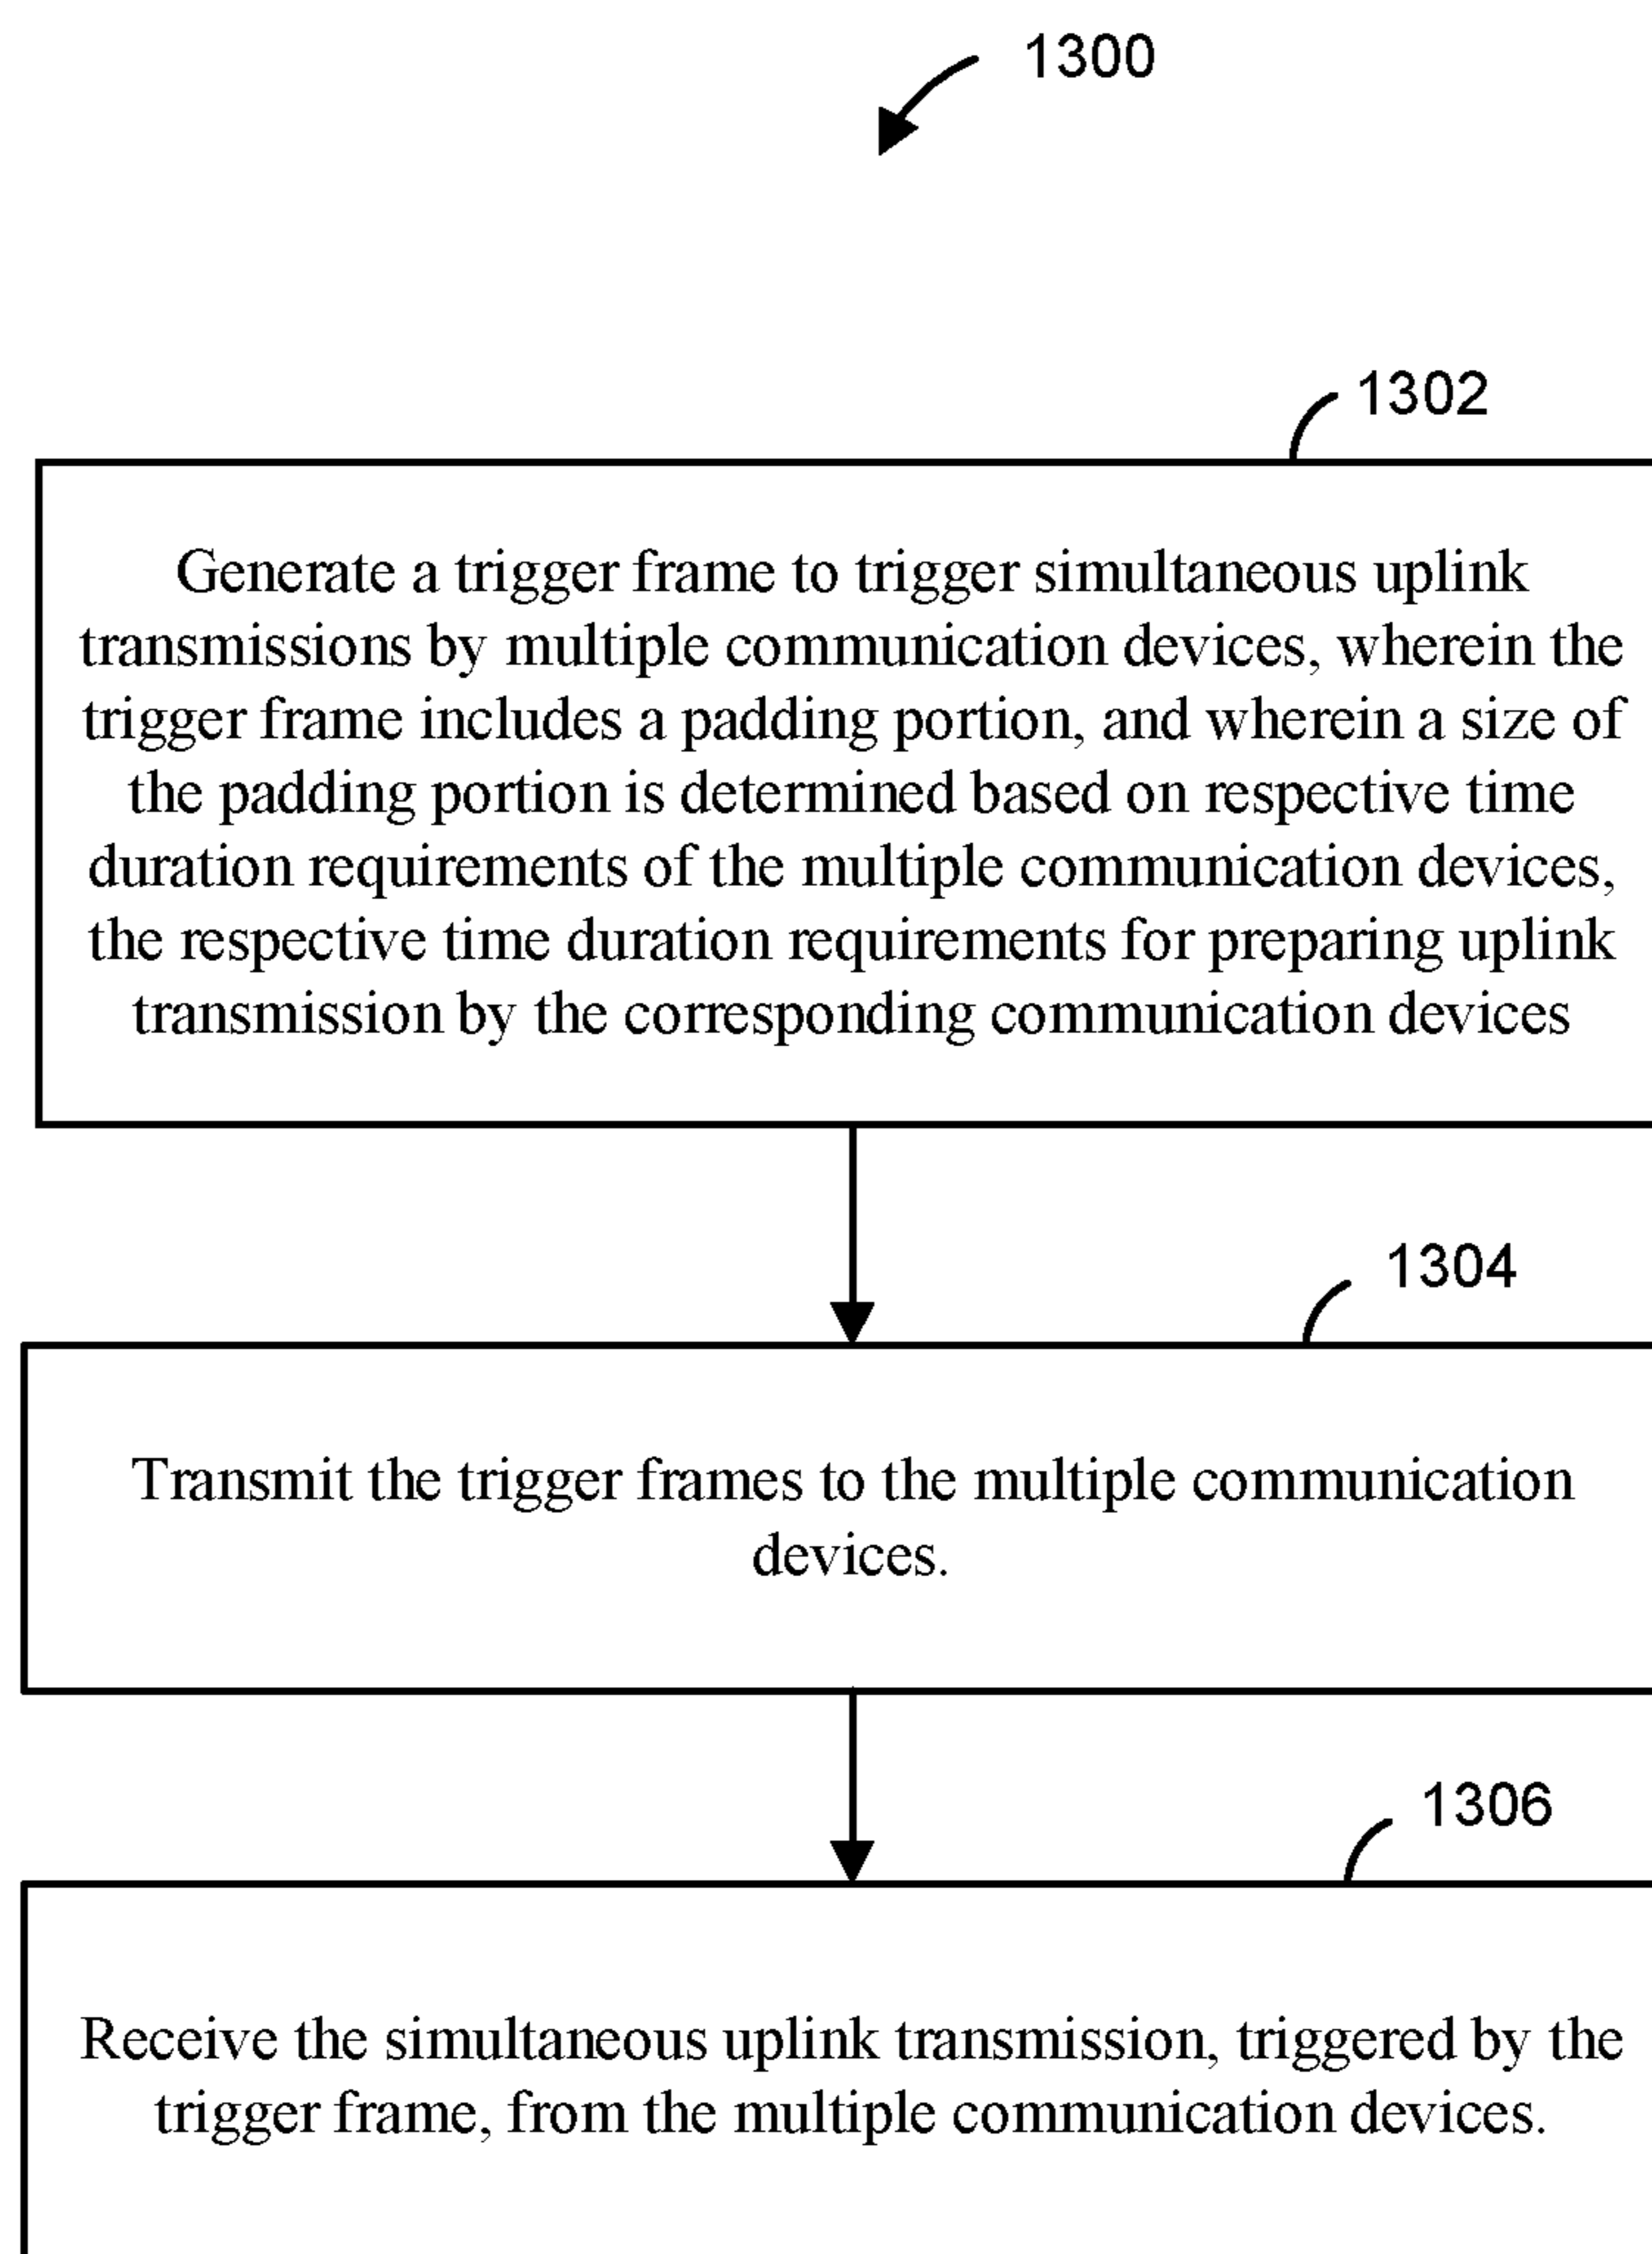 1300
1302
Generate a trigger frame to trigger simultaneous uplink
transmissions by multiple communication devices, wherein the
trigger frame includes a padding portion, and wherein a size of
the padding portion is determined based on respective time
duration requirements of the multiple communication devices,
the respective time duration requirements for preparing uplink
transmission by the corresponding communication devices
1304
Transmit the trigger frames to the multiple communication
devices.
1306
Receive the simultaneous uplink transmission, triggered by the
trigger frame, from the multiple communication devices.